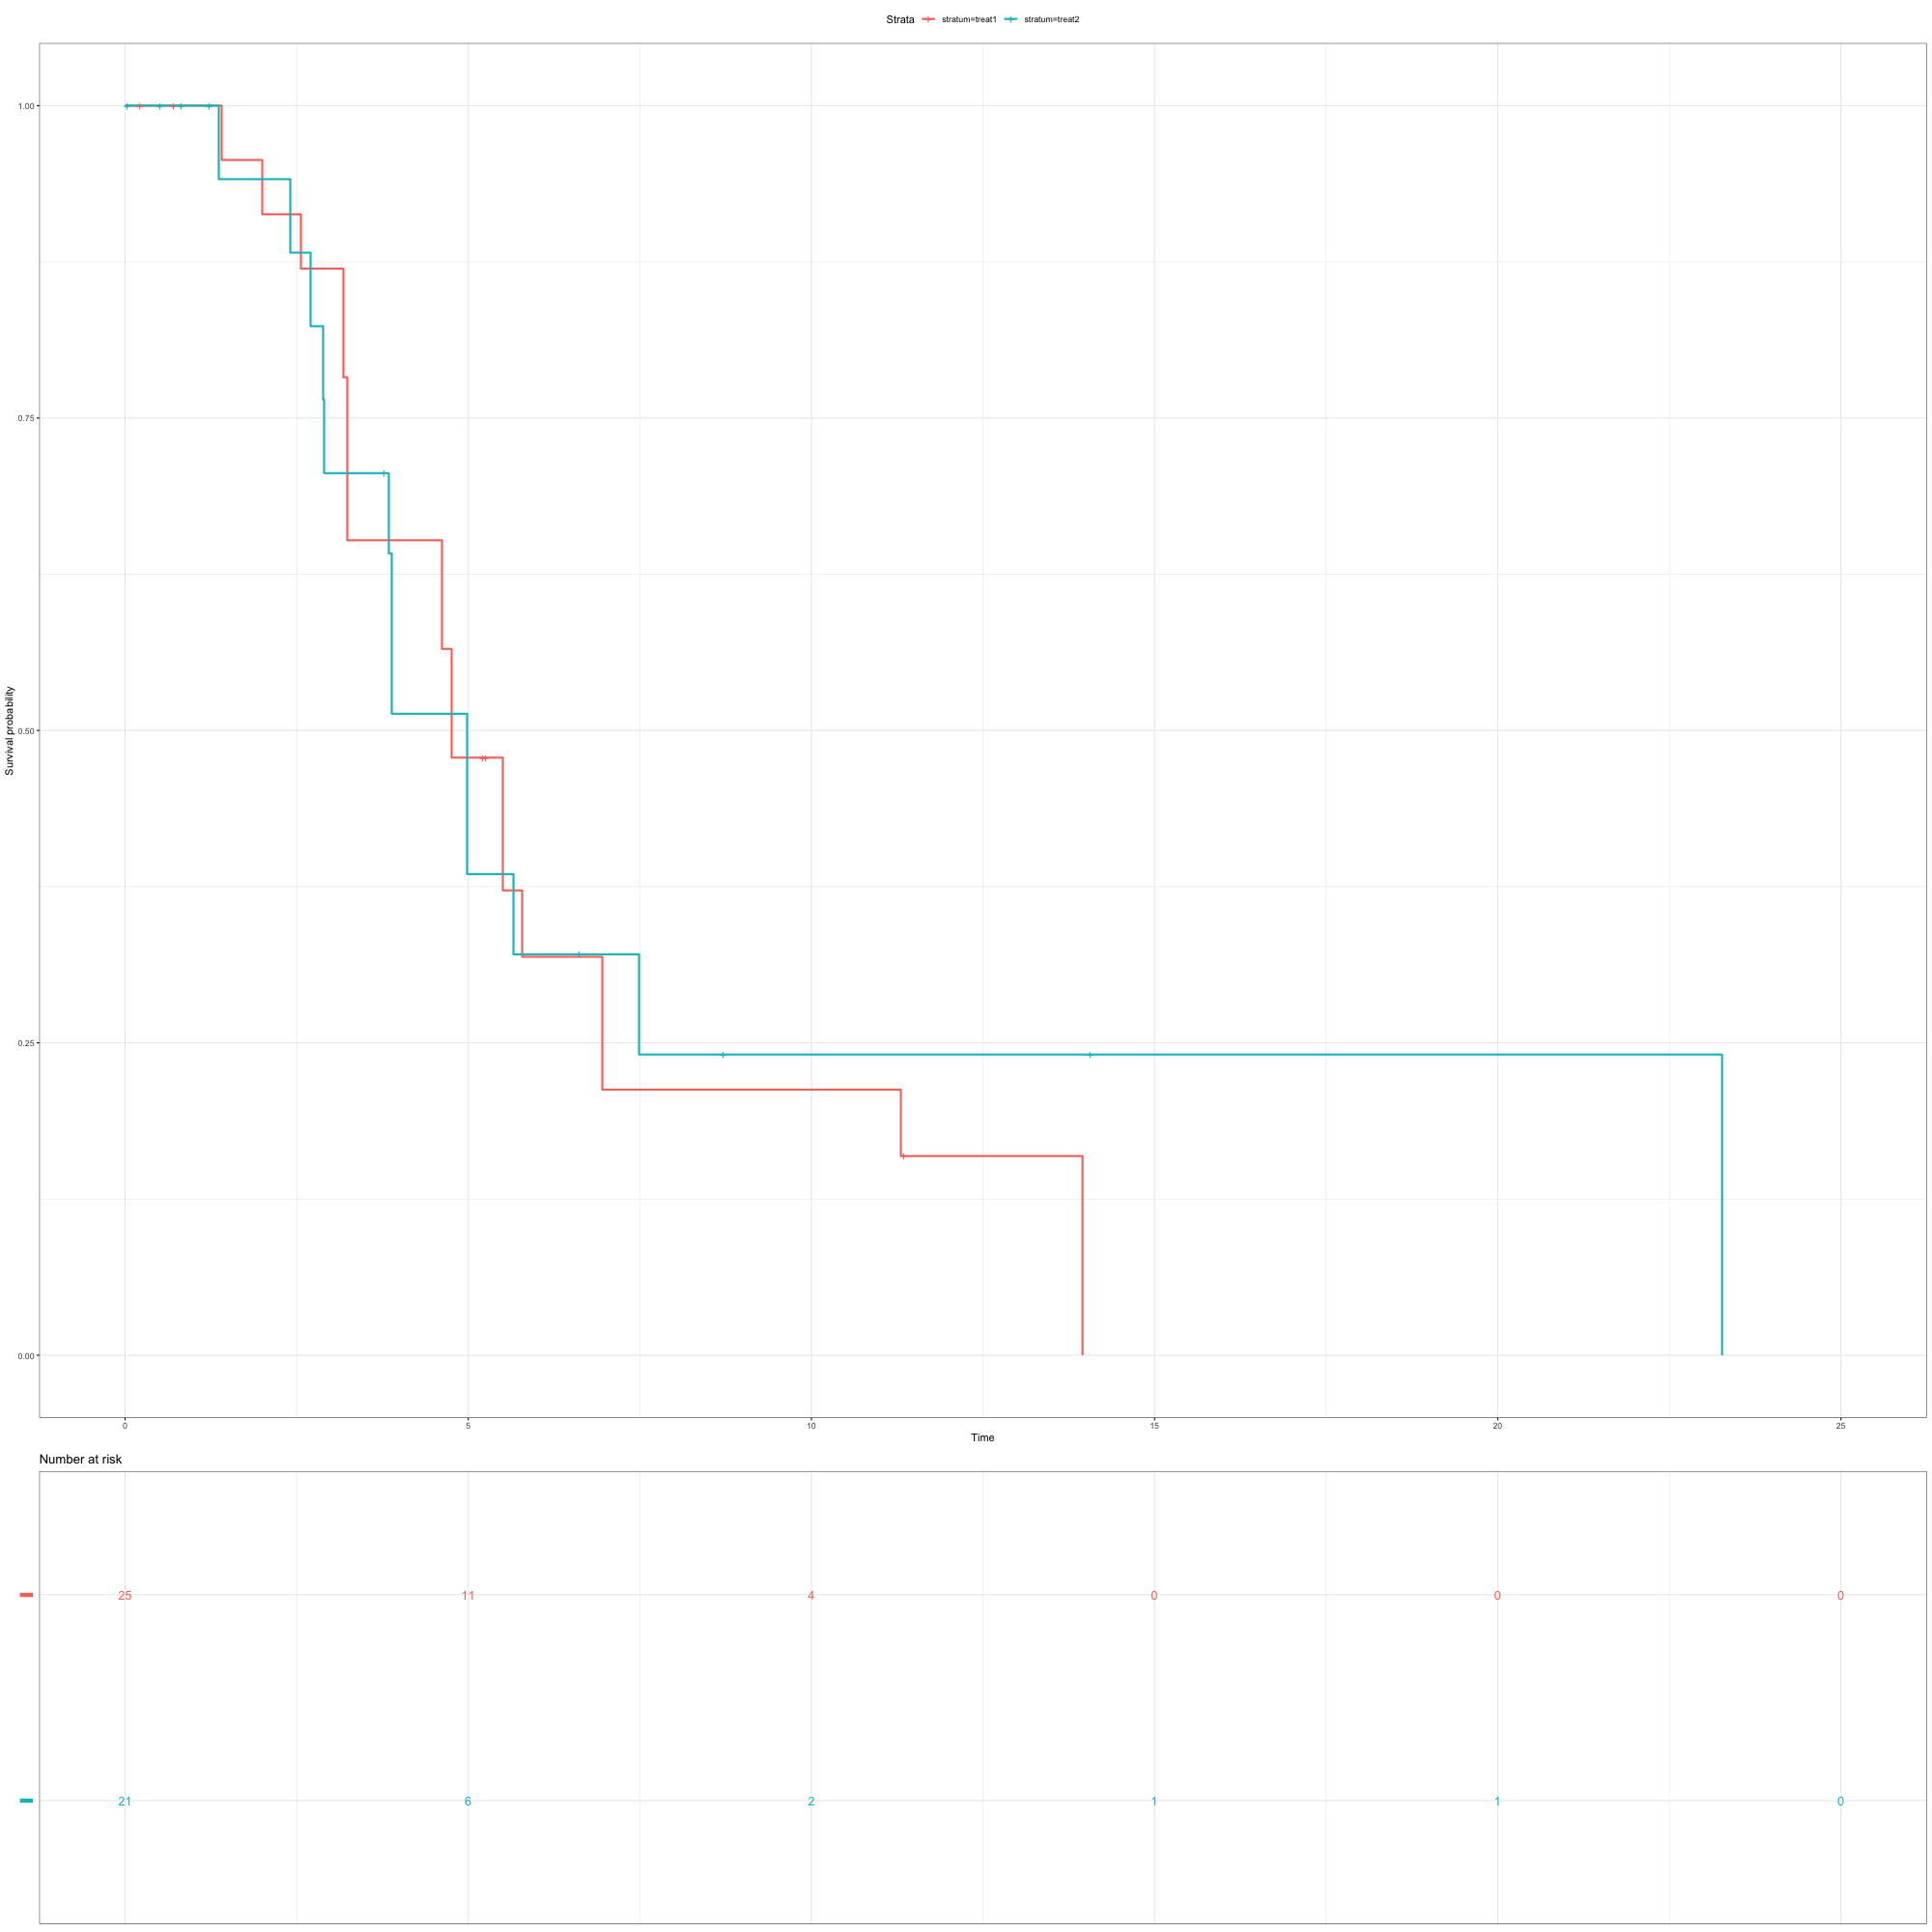 Strata stratum=treat1 stratum=treat2
1.00
0.75
0.50
0.25
0.00
Survival probability
0 5 10 15 20 25
Time
Number at risk
25 11 4 0 0 0
21 6 2 1 1 0